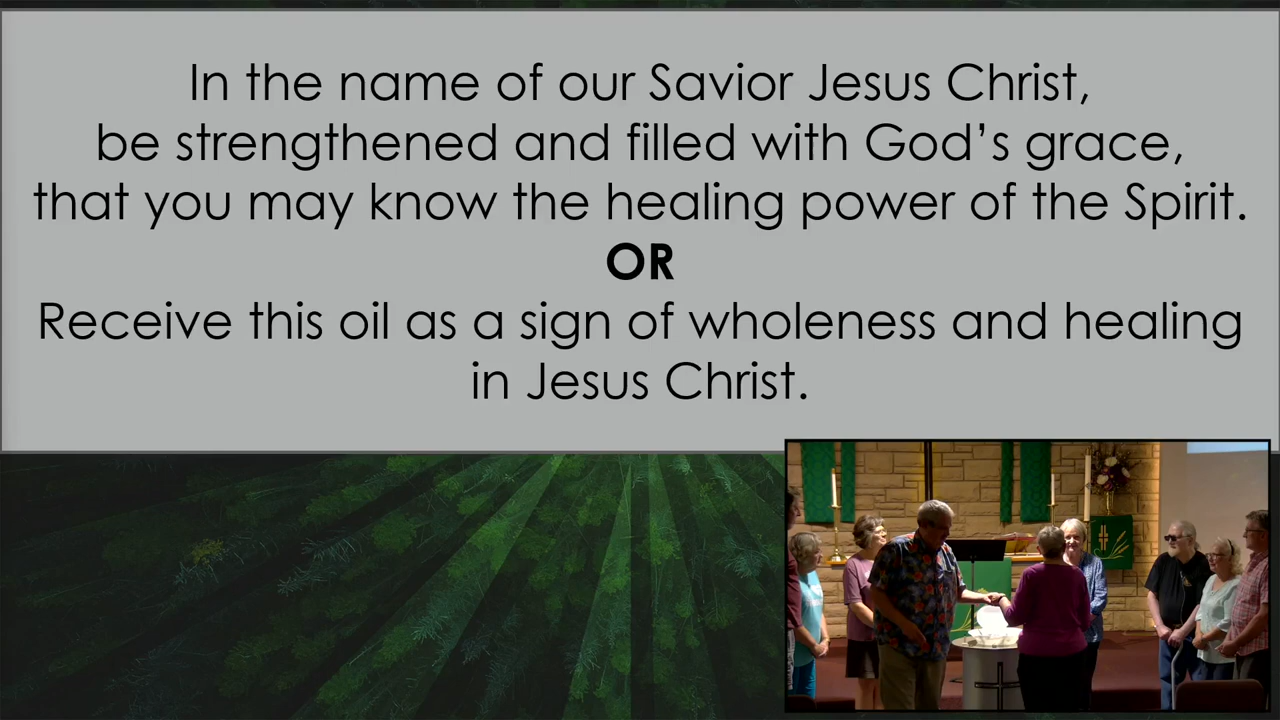 In the name of our Savior Jesus Christ,
be strengthened and filled with God’s grace,
that you may know the healing power of the Spirit.
OR
Receive this oil as a sign of wholeness and healing
in Jesus Christ.